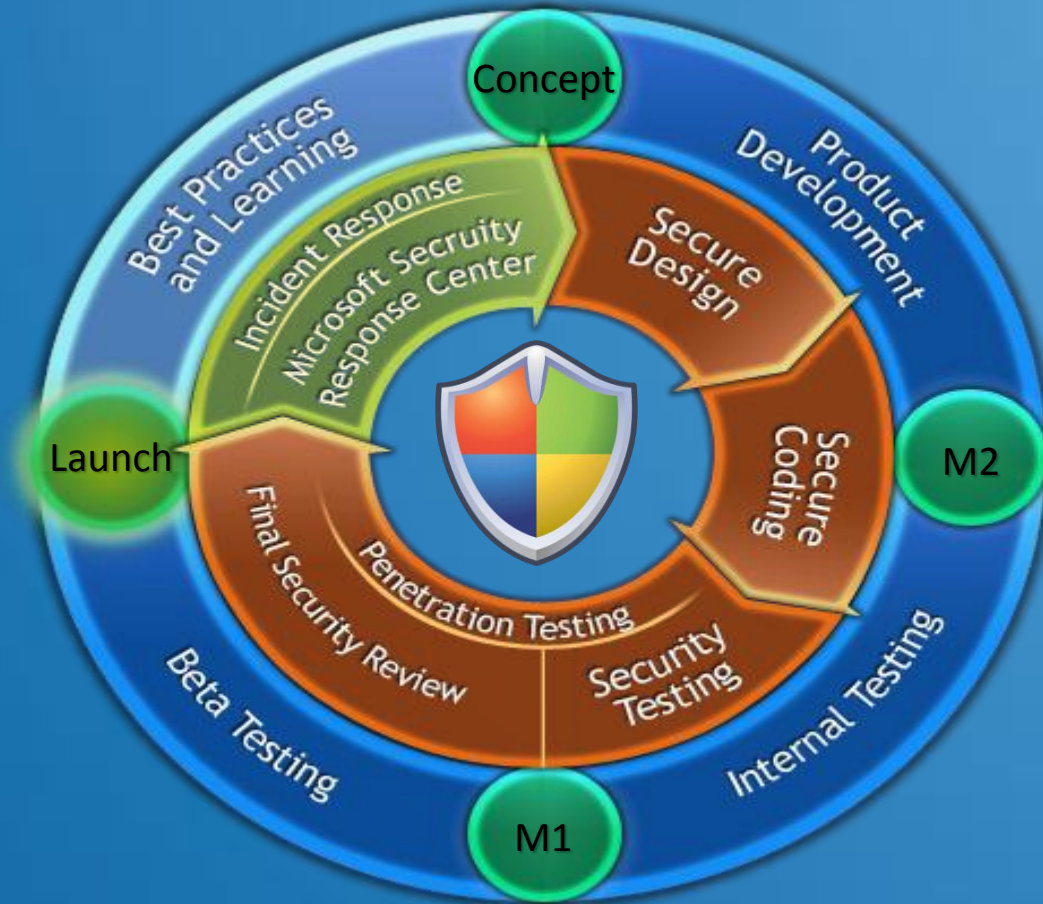 Concept
Product
Development
M2
Internal Testing
M1
Beta Testing
Launch
Best Practices
and Learning
Incident Response
Microsoft Secruity
Response Center
Secure
Design
Secure
Coding
Security
Testing
Penetration Testing
Final Security Review